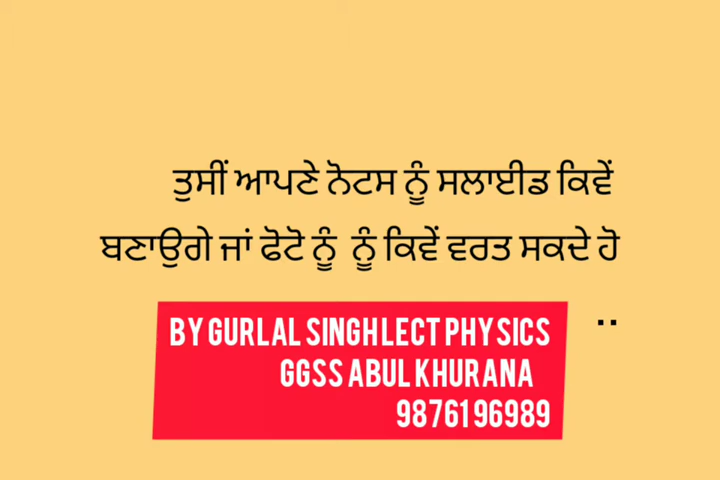 ਤੁਸੀਂ ਆਪਣੇ ਨੋਟਸ ਨੂੰ ਸਲਾਈਡ ਕਿਵੇਂ
ਬਣਾਉਗੇ ਜਾਂ ਫੋਟੋ ਨੂੰ ਨੂੰ ਕਿਵੇਂ ਵਰਤ ਸਕਦੇ ਹੋ
..
BY GURLAL SINGH LECT PHYSICS
GGSS ABUL KHURANA
9876196989